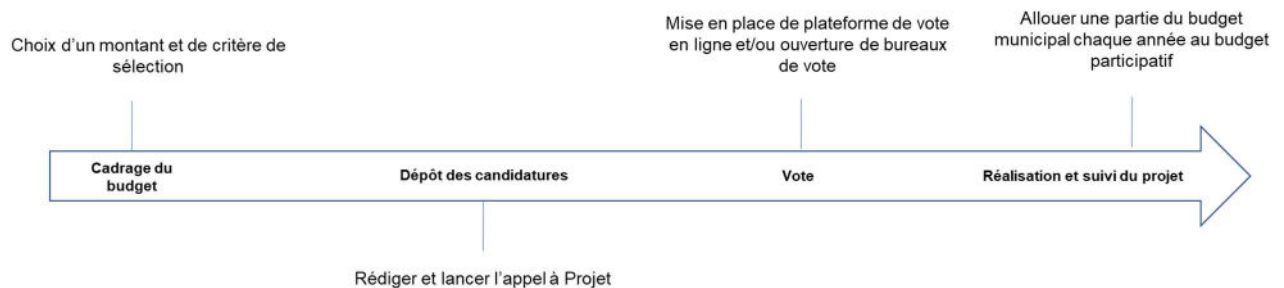 Choix d’un montant et de critère de
sélection
Mise en place de plateforme de vote
en ligne et/ou ouverture de bureaux
de vote
Allouer une partie du budget
municipal chaque année au budget
participatif
Cadrage du
budget
Dépôt des candidatures
Vote
Réalisation et suivi du projet
Rédiger et lancer l’appel à Projet